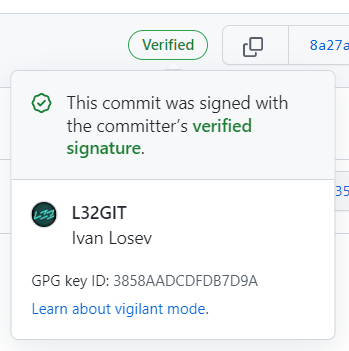 Verified
8a27a
This commit was signed with
the committer's verified
signature.
35
L32GIT
Ivan Losev
GPG key ID: 3858AADCDFDB7D9A
Learn about vigilant mode.